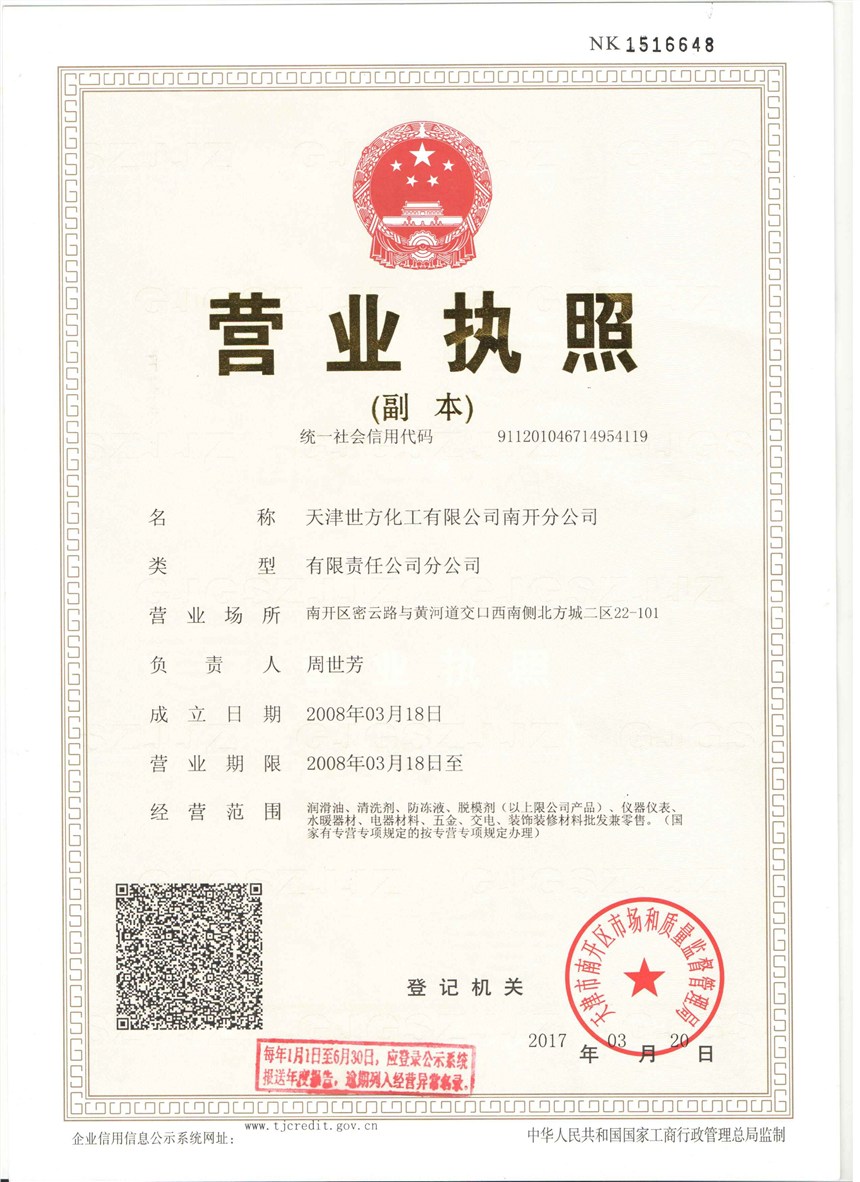 NK 1516648
营业执照
(副 本)
统一社会信用代码 911201046714954119
名 称 天津世方化工有限公司南开分公司
类 型 有限责任公司分公司
营业场所 南开区密云路与黄河道交口西南侧北方城二区22-101
负 责 人 周世芳
成立日期 2008年03月18日
营业期限 2008年03月18日至
经营范围 润滑油、清洗剂、防冻液、脱模剂（以上限公司产品）、仪器仪表、
水暖器材、电器材料、五金、交电、装饰装修材料批发兼零售。（国
家有专营专项规定的按专营专项规定办理）
天津市南开区市场和质量监督管理局
登记机关
2017年03月20日
每年1月1日至6月30日，应登录公示系统
报送年度报告，逾期列入经营异常名录。
www.tjcredit.gov.cn
企业信用信息公示系统网址：
中华人民共和国国家工商行政管理总局监制